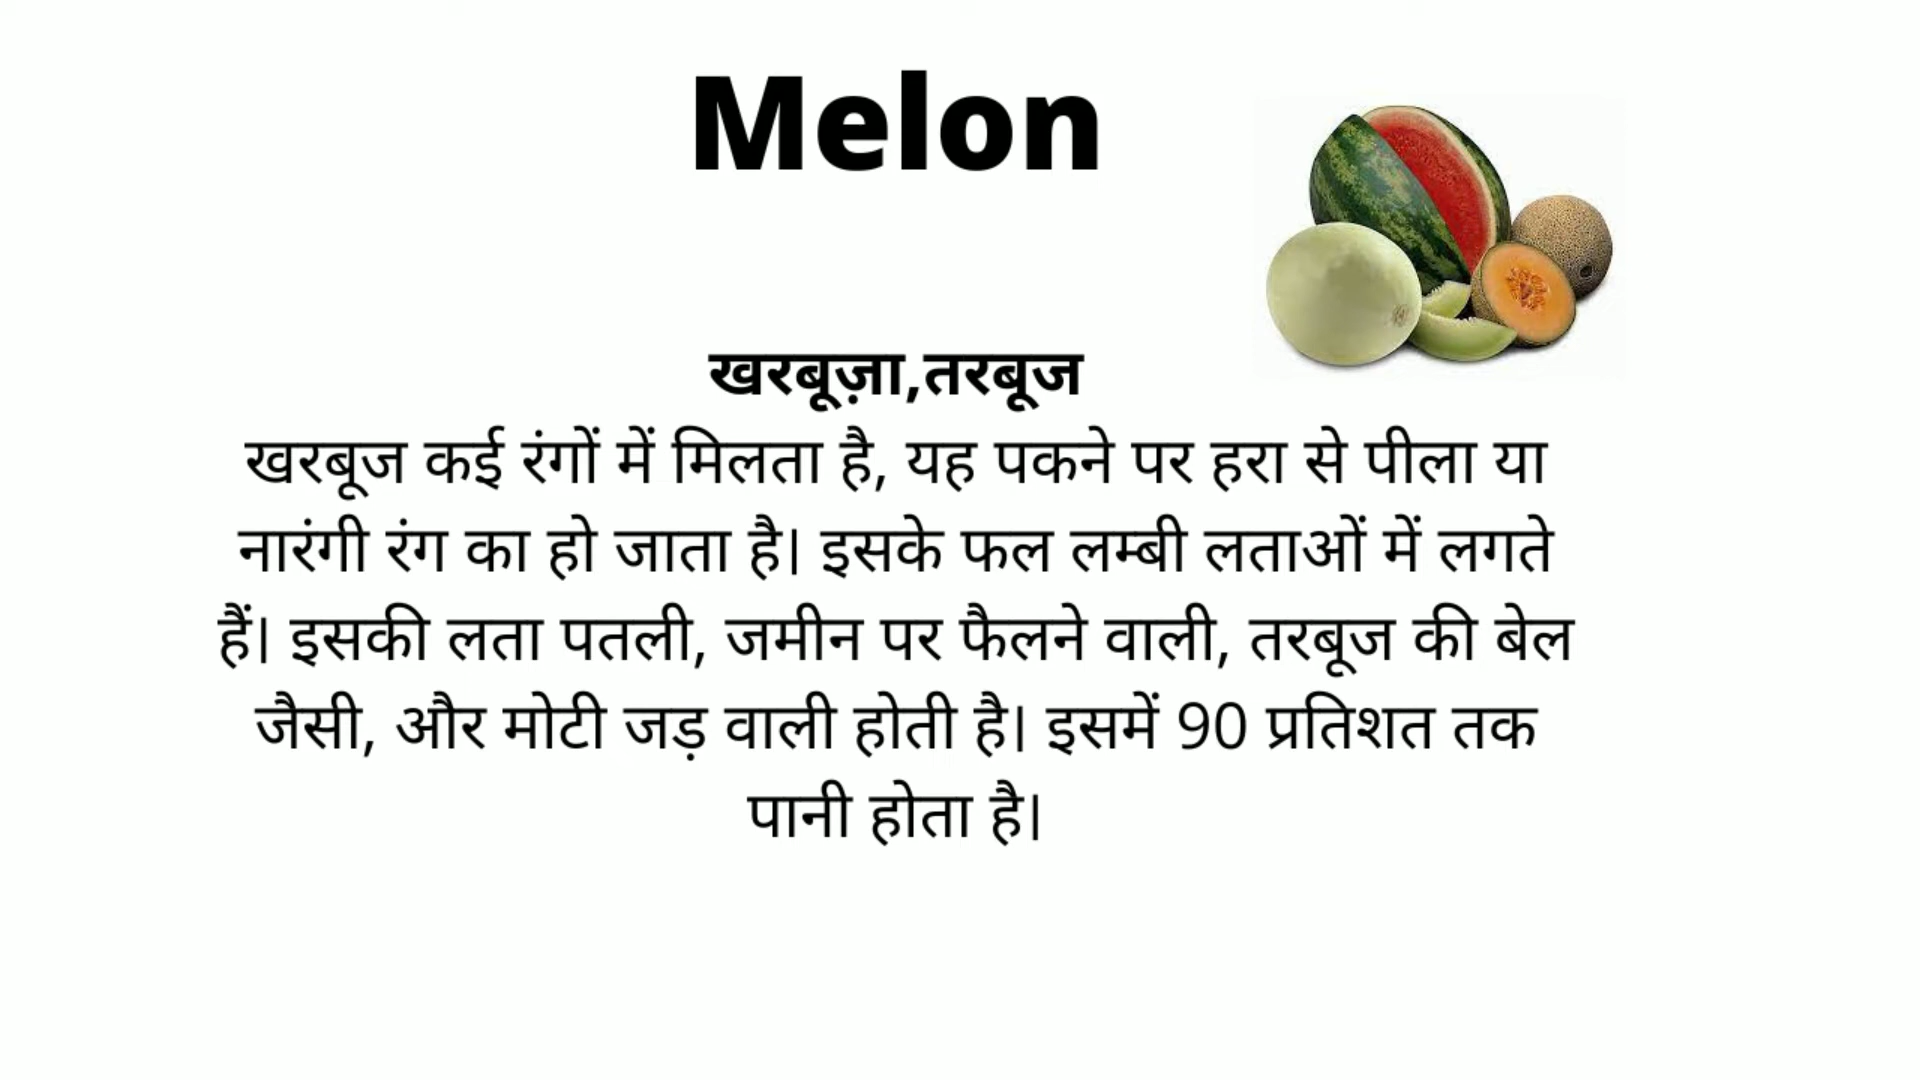 Melon
खरबूज़ा,तरबूज
खरबूज कई रंगों में मिलता है, यह पकने पर हरा से पीला या
नारंगी रंग का हो जाता है। इसके फल लम्बी लताओं में लगते
हैं। इसकी लता पतली, जमीन पर फैलने वाली, तरबूज की बेल
जैसी, और मोटी जड़ वाली होती है। इसमें 90 प्रतिशत तक
पानी होता है।